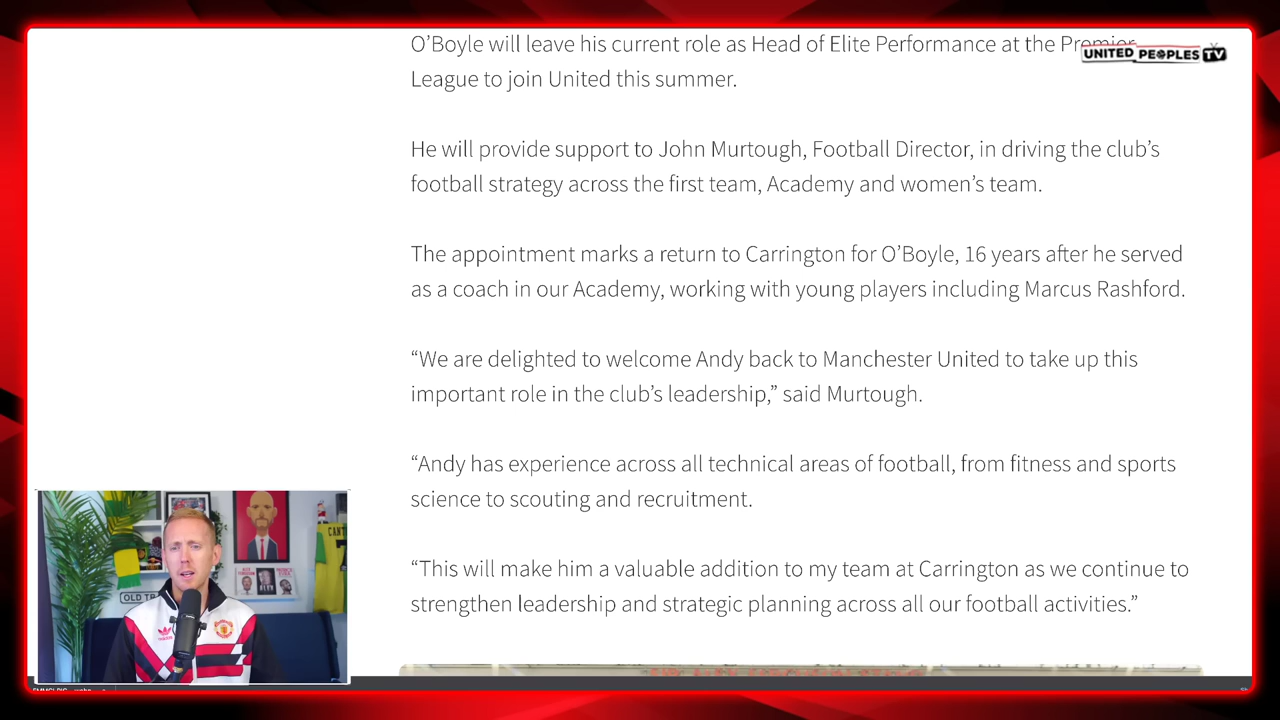 O’Boyle will leave his current role as Head of Elite Performance at the Premier
UNITED PEOPLES TV
League to join United this summer.
He will provide support to John Murtough, Football Director, in driving the club’s
football strategy across the first team, Academy and women’s team.
The appointment marks a return to Carrington for O’Boyle, 16 years after he served
as a coach in our Academy, working with young players including Marcus Rashford.
“We are delighted to welcome Andy back to Manchester United to take up this
important role in the club’s leadership,” said Murtough.
“Andy has experience across all technical areas of football, from fitness and sports
science to scouting and recruitment.
“This will make him a valuable addition to my team at Carrington as we continue to
strengthen leadership and strategic planning across all our football activities.”
CANT
OLD TR